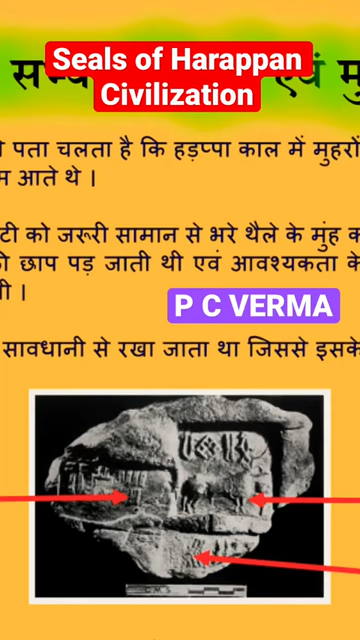 Seals of Harappan
Civilization
पता चलता है कि हड़प्पा काल में मुहरों
आते थे ।
को जरूरी सामान से भरे थैले के मुंह
छाप पड़ जाती थी एवं आवश्यकता के
P C VERMA
सावधानी से रखा जाता था जिससे इसके